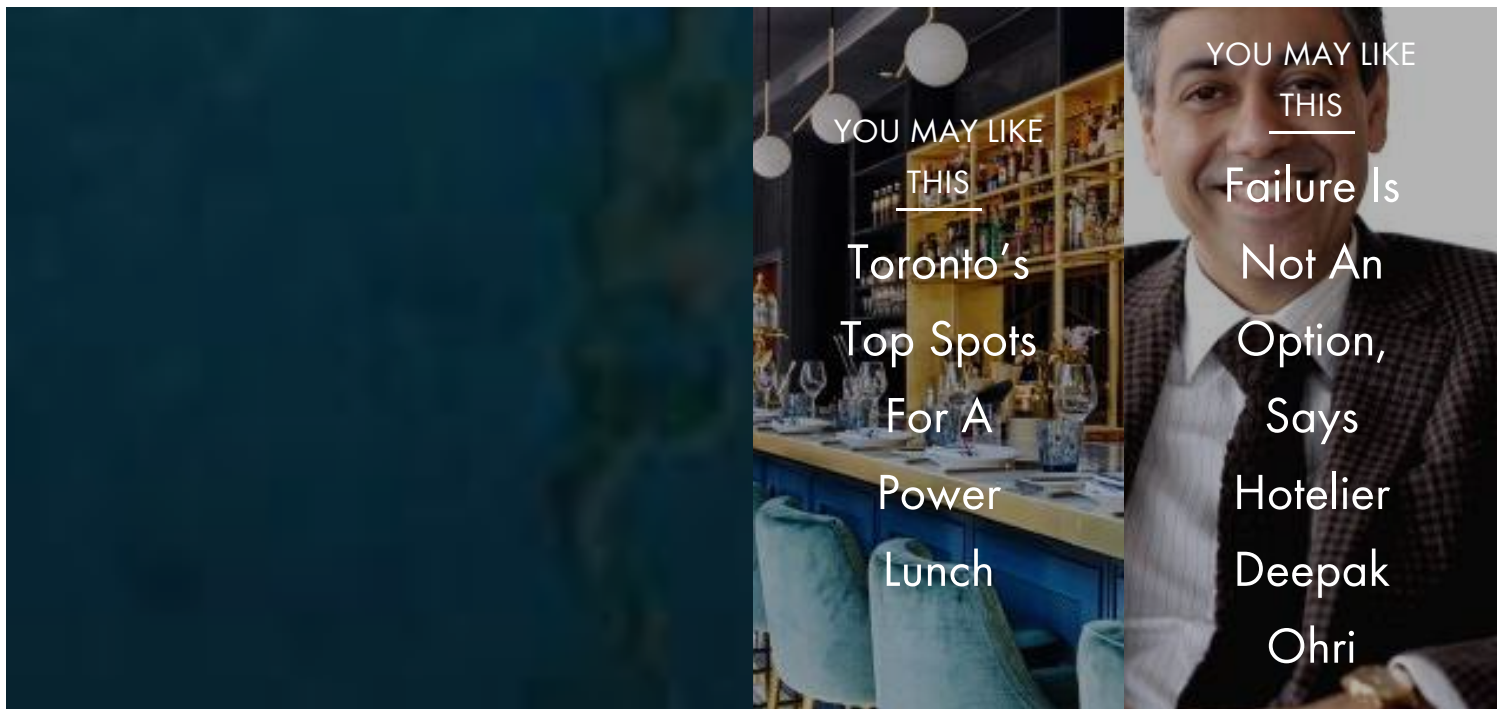 YOU MAY LIKE
THIS
Toronto’s
Top Spots
For A
Power
Lunch
YOU MAY LIKE
THIS
Failure Is
Not An
Option,
Says
Hotelier
Deepak
Ohri